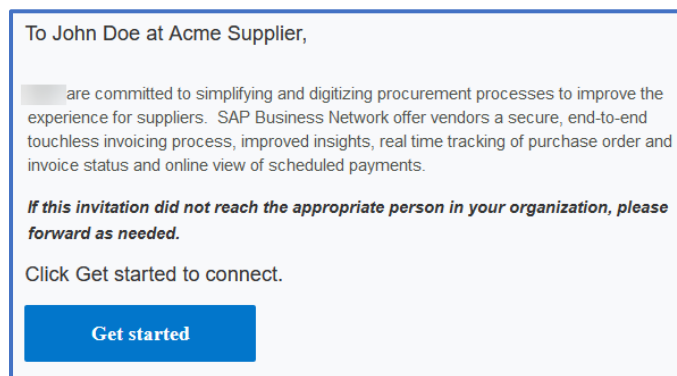 To John Doe at Acme Supplier,
are committed to simplifying and digitizing procurement processes to improve the
experience for suppliers. SAP Business Network offer vendors a secure, end-to-end
touchless invoicing process, improved insights, real time tracking of purchase order and
invoice status and online view of scheduled payments.
If this invitation did not reach the appropriate person in your organization, please
forward as needed.
Click Get started to connect.
Get started